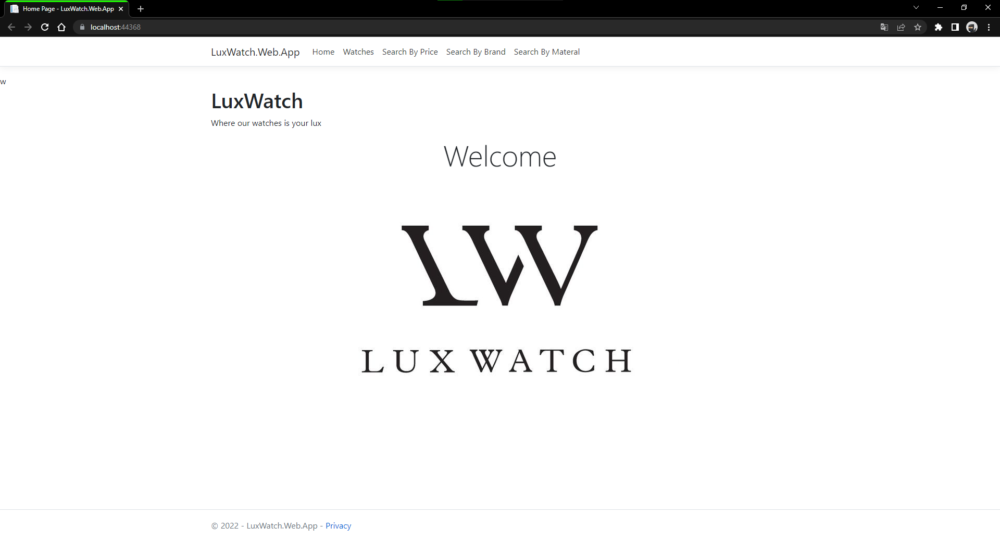 Home Page - LuxWatch.Web.App
localhost:44368
LuxWatch.Web.App Home Watches Search By Price Search By Brand Search By Materal
w
LuxWatch
Where our watches is your lux
Welcome
LW
LUX WATCH
© 2022 - LuxWatch.Web.App - Privacy